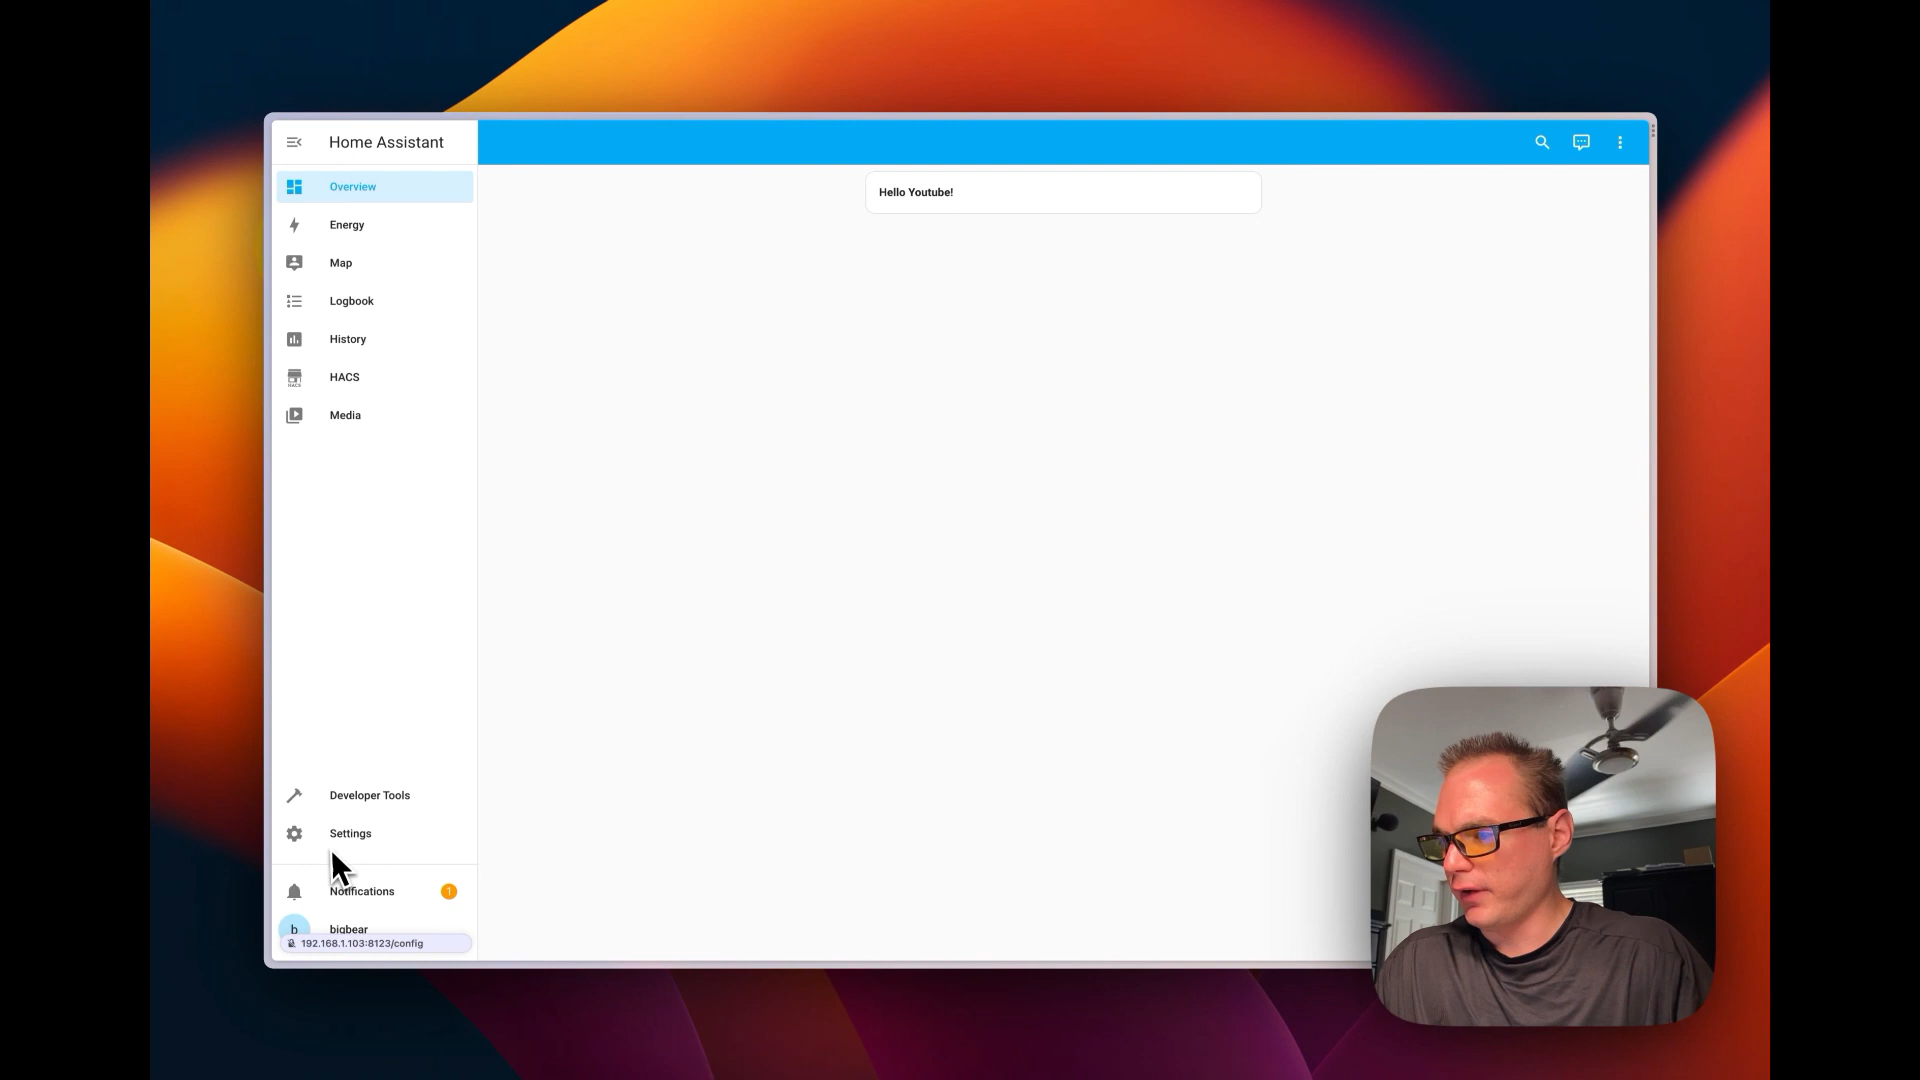 Home Assistant
Overview
Hello Youtube!
Energy
Map
Logbook
History
HACS
HACS
Media
Developer Tools
Settings
Notifications
1
b
bigbear
192.168.1.103:8123/config